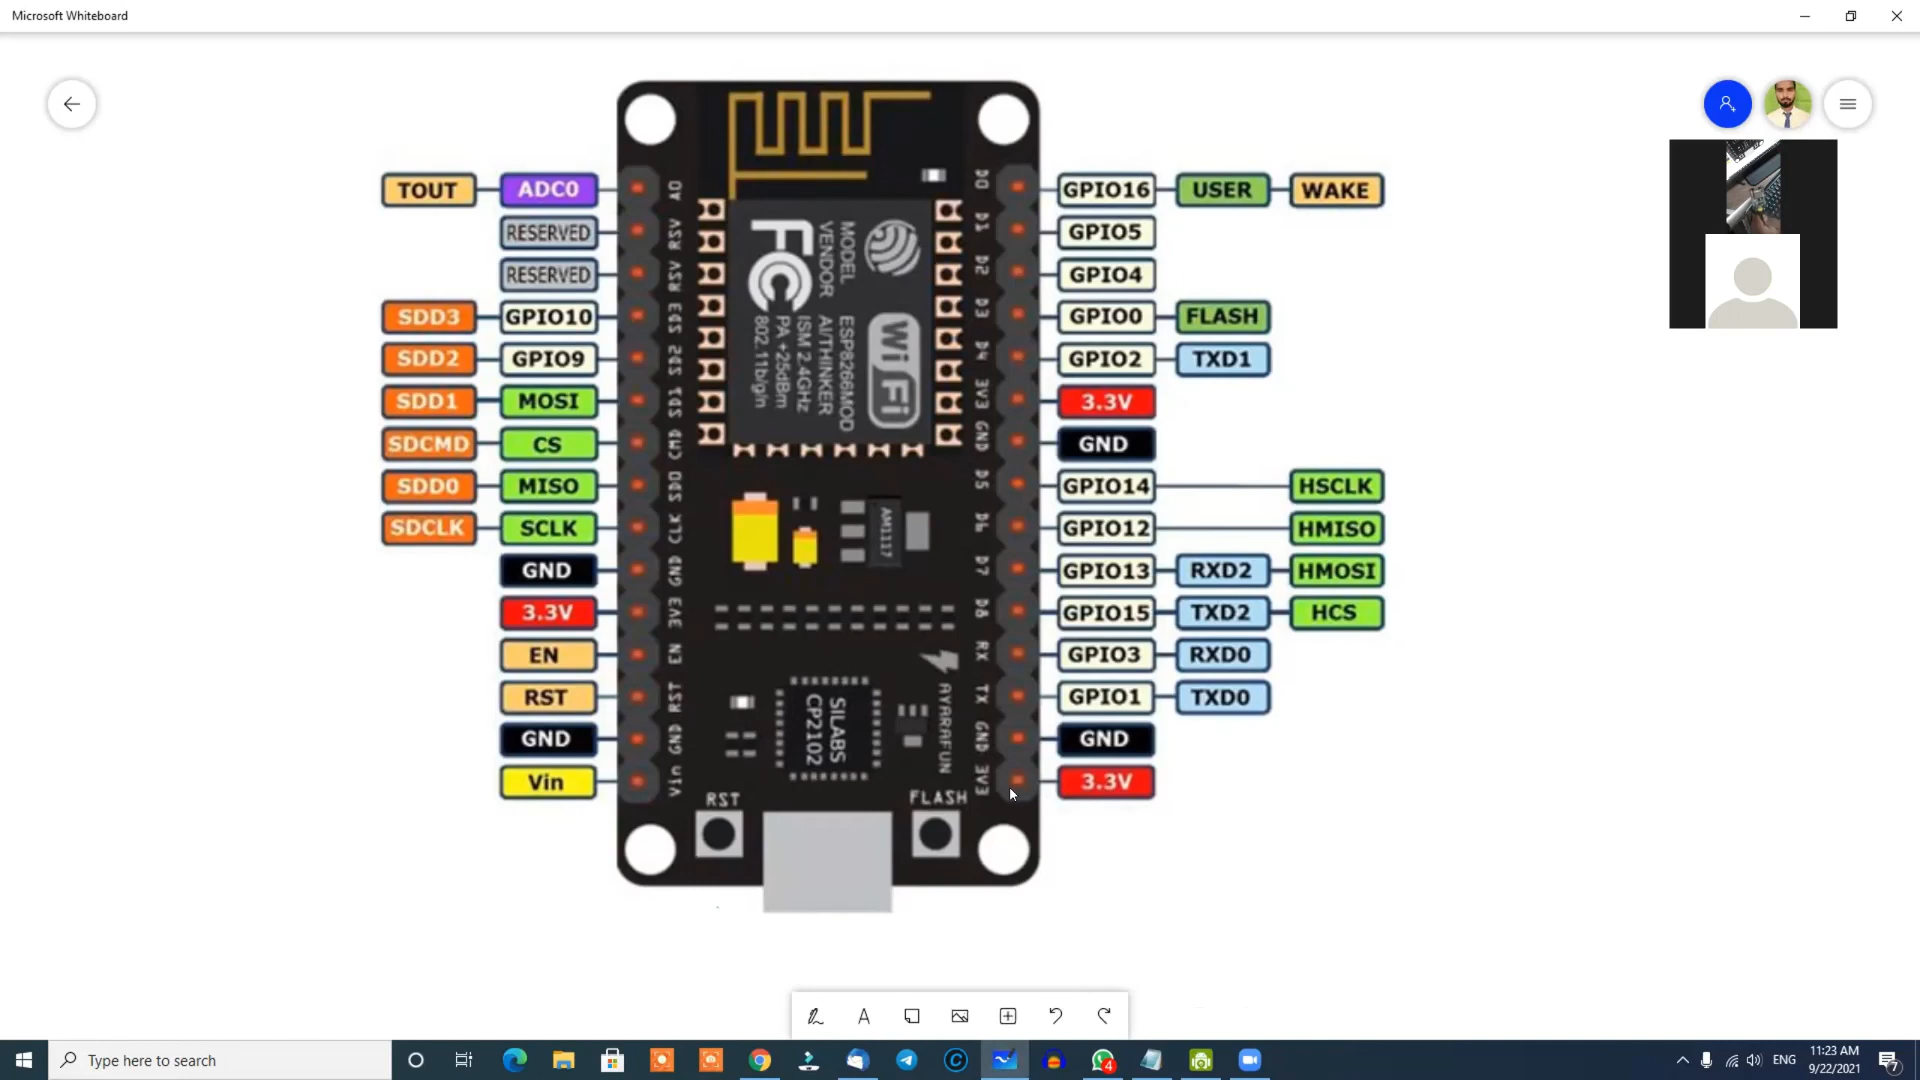 Microsoft Whiteboard
TOUT ADC0 A0 D0 GPIO16 USER WAKE
RESERVED RSV D1 GPIO5
RESERVED RSV D2 GPIO4
SDD3 GPIO10 SD3 D3 GPIO0 FLASH
SDD2 GPIO9 SD2 D4 GPIO2 TXD1
SDD1 MOSI SD1 3V3 3.3V
SDCMD CS CMD GND GND
SDD0 MISO SD0 D5 GPIO14 HSCLK
SDCLK SCLK CLK D6 GPIO12 HMISO
GND GND D7 GPIO13 RXD2 HMOSI
3.3V 3V3 D8 GPIO15 TXD2 HCS
EN EN RX GPIO3 RXD0
RST RST TX GPIO1 TXD0
GND GND GND GND
Vin Vin 3V3 3.3V
FC
MODEL ESP8266MOD
VENDOR AI/THINKER
ISM 2.4GHz
PA +25dBm
802.11b/g/n
Wi Fi
AM1117
SILABS
CP2102
AYARAFUN
RST FLASH
Type here to search
4
ENG
11:23 AM
9/22/2021
7